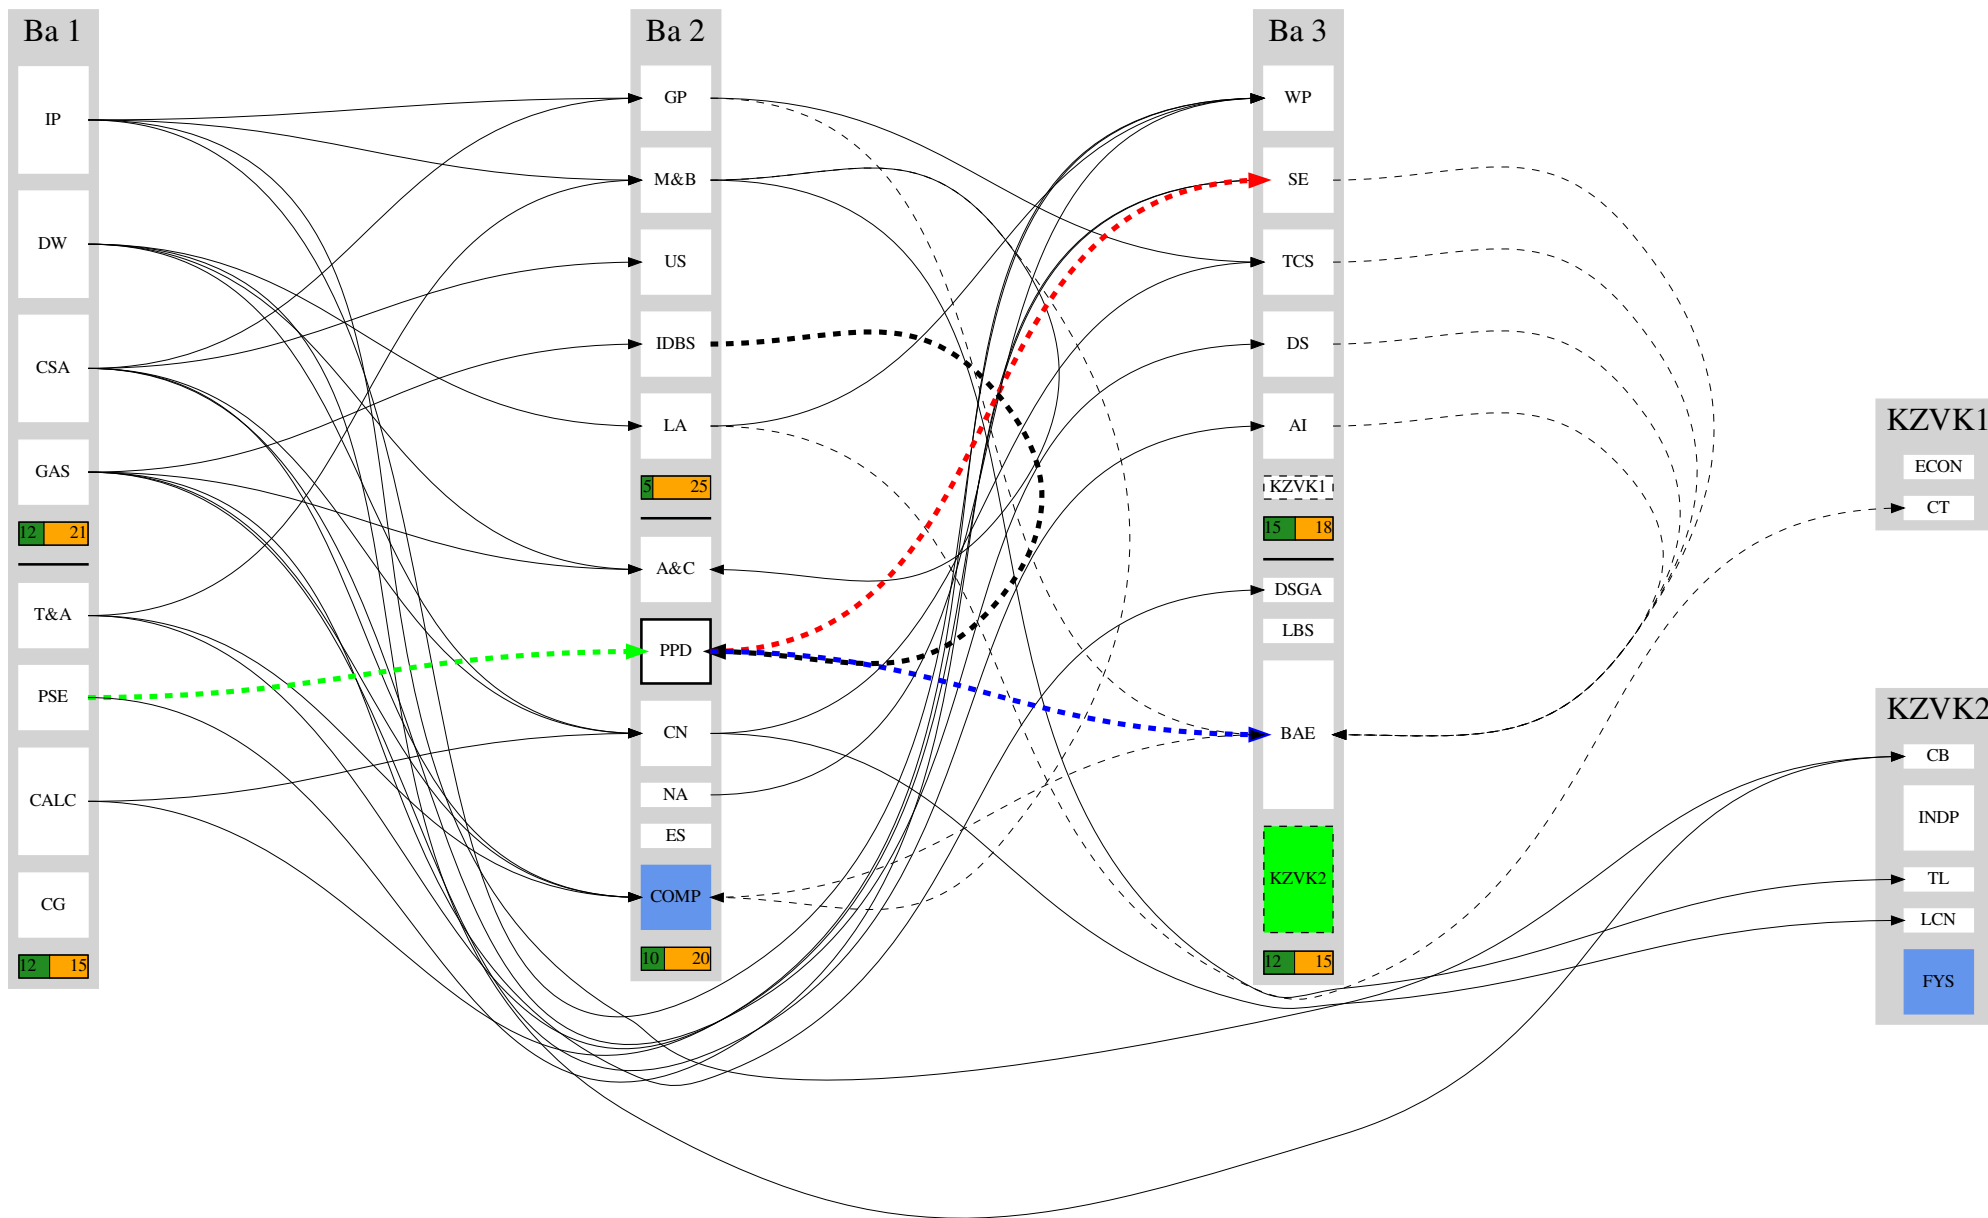 Ba 1
IP
DW
CSA
GAS
12 21
T&A
PSE
CALC
CG
12 15
Ba 2
GP
M&B
US
IDBS
LA
5 25
A&C
PPD
CN
NA
ES
COMP
10 20
Ba 3
WP
SE
TCS
DS
AI
KZVK1
15 18
DSGA
LBS
BAE
KZVK2
12 15
KZVK1
ECON
CT
KZVK2
CB
INDP
TL
LCN
FYS